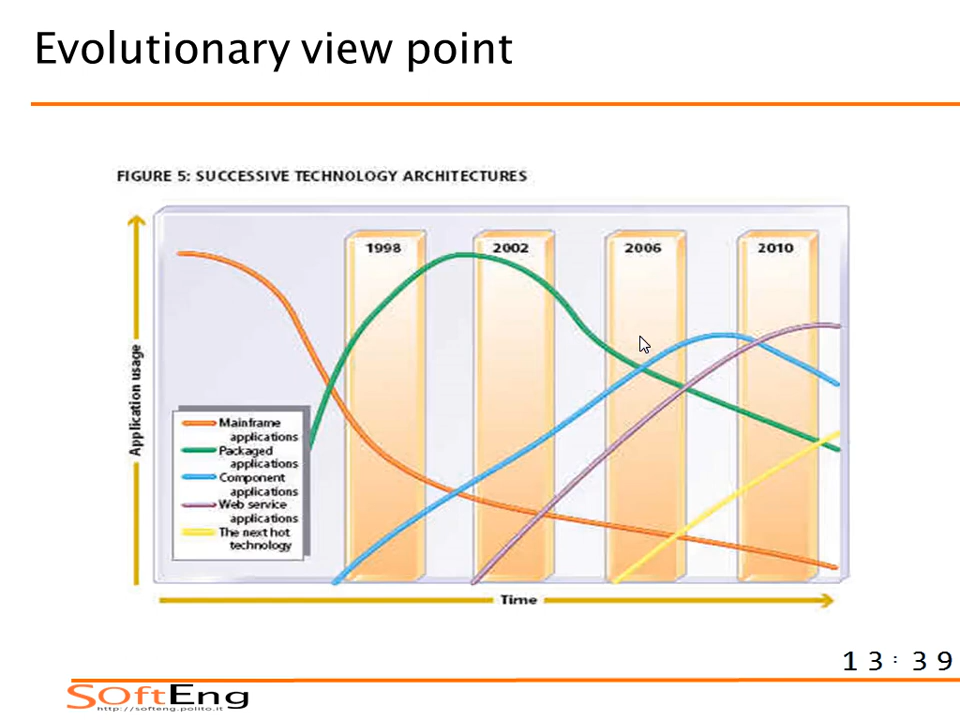 Evolutionary view point
FIGURE 5: SUCCESSIVE TECHNOLOGY ARCHITECTURES
1998
2002
2006
2010
Application usage
Mainframe
applications
Packaged
applications
Component
applications
Web service
applications
The next hot
technology
Time
13:39
SoftEng
http://softeng.polito.it